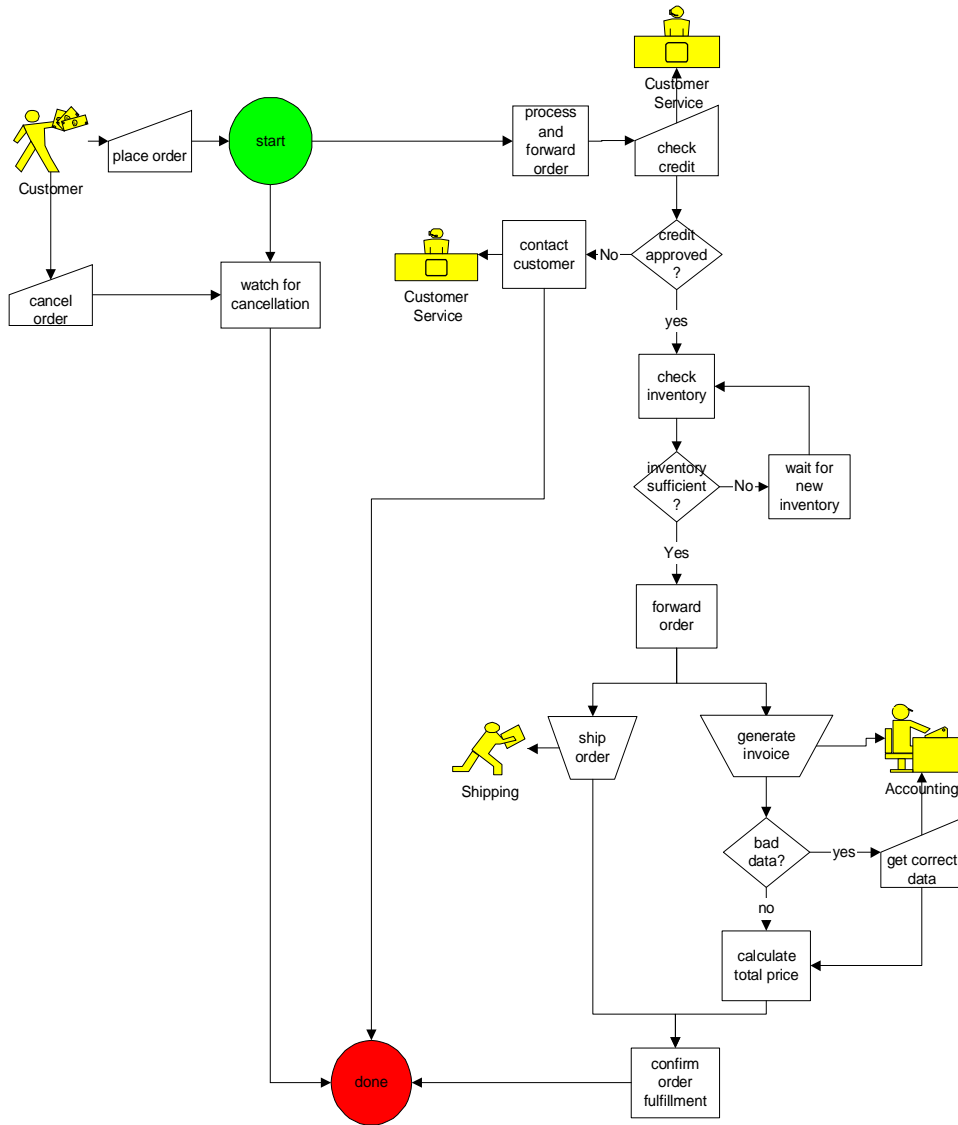 Customer
Service
process
and
forward
order
start
place order
check
credit
Customer
credit
approved
?
No
contact
customer
watch for
cancellation
cancel
order
Customer
Service
yes
check
inventory
inventory
sufficient
?
No
wait for
new
inventory
Yes
forward
order
ship
order
generate
invoice
Shipping
Accounting
bad
data?
yes
get correct
data
no
calculate
total price
confirm
order
fulfillment
done